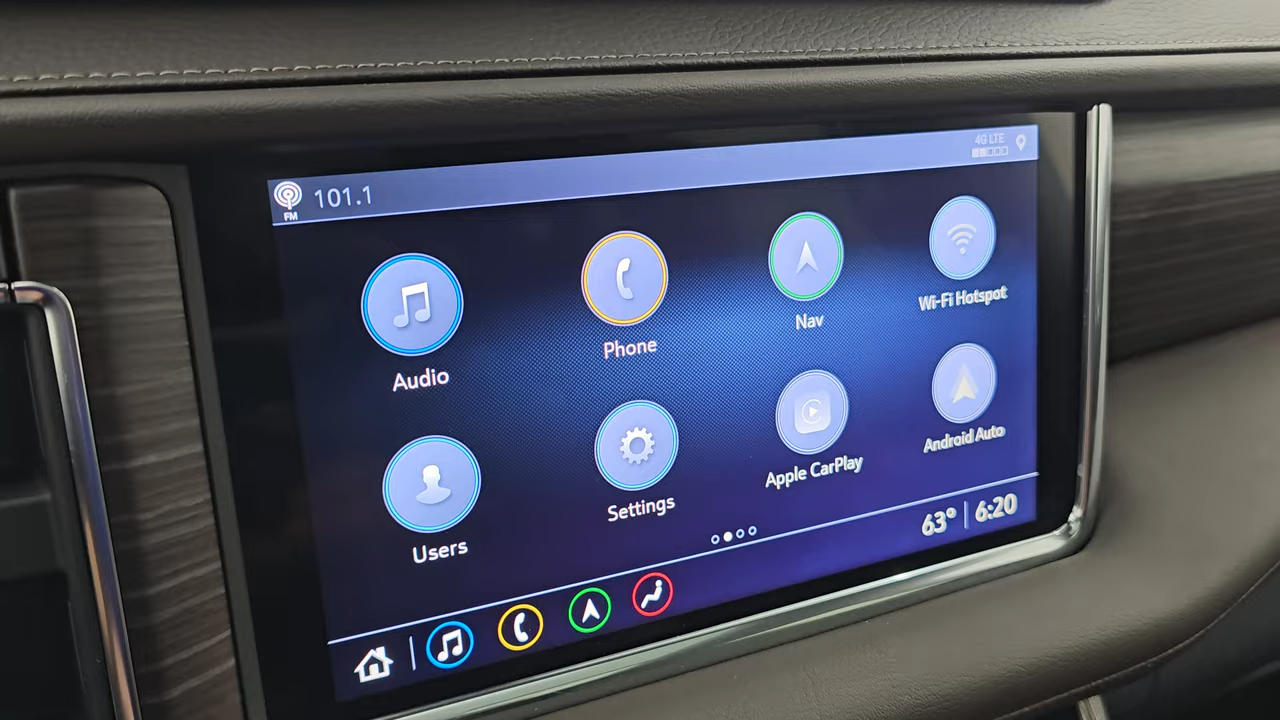 4G LTE
FM 101.1
Audio
Phone
Nav
Wi-Fi Hotspot
Users
Settings
Apple CarPlay
Android Auto
63° | 6:20